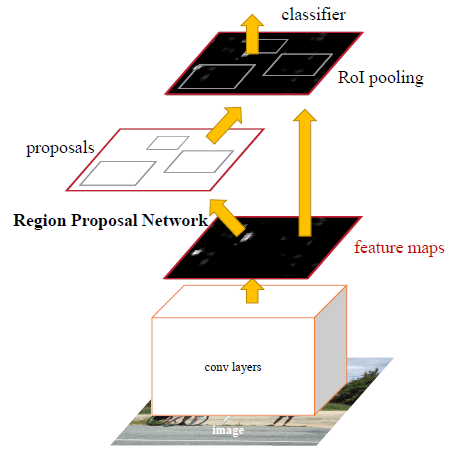 classifier
RoI pooling
proposals
Region Proposal Network
feature maps
conv layers
image